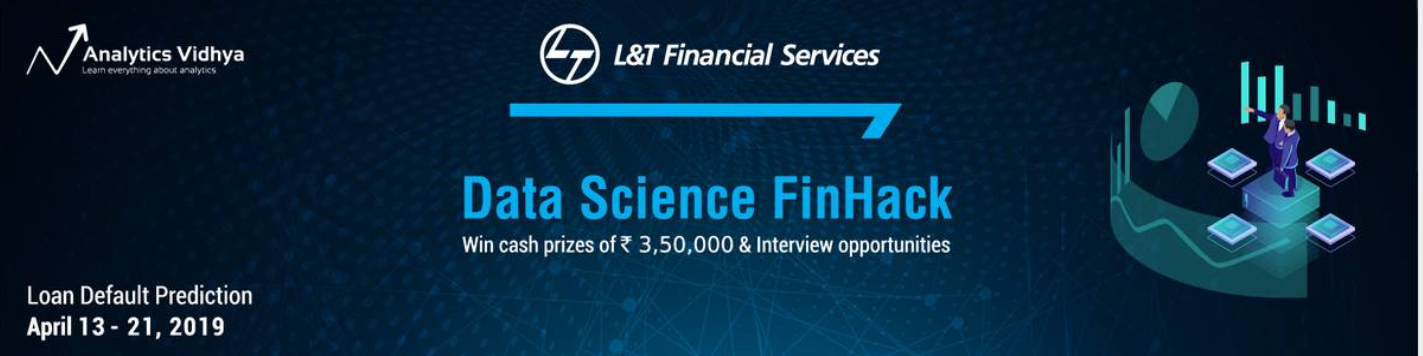 Analytics Vidhya
Learn everything about analytics
LT L&T Financial Services
Data Science FinHack
Win cash prizes of ₹ 3,50,000 & Interview opportunities
Loan Default Prediction
April 13 - 21, 2019